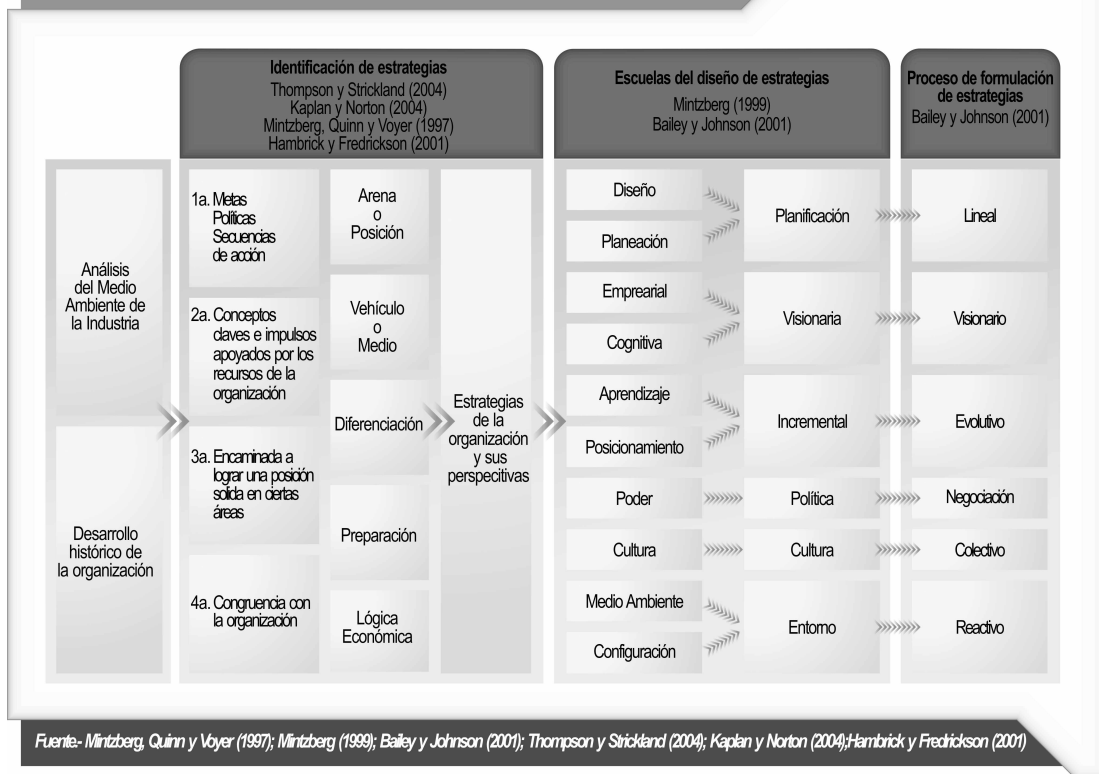 Identificación de estrategias
Thompson y Strickland (2004)
Kaplan y Norton (2004)
Mintzberg, Quinn y Voyer (1997)
Hambrick y Fredrickson (2001)
Escuelas del diseño de estrategias
Mintzberg (1999)
Bailey y Johnson (2001)
Proceso de formulación
de estrategias
Bailey y Johnson (2001)
Análisis
del Medio
Ambiente de
la Industria
Desarrollo
histórico de
la organización
1a. Metas
Políticas
Secuencias
de acción
2a. Conceptos
claves e impulsos
apoyados por los
recursos de la
organización
3a. Encaminada a
lograr una posición
solida en ciertas
áreas
4a. Congruencia con
la organización
Arena
o
Posición
Vehículo
o
Medio
Diferenciación
Preparación
Lógica
Económica
Estrategias
de la
organización
y sus
perspecitivas
Diseño
Planeación
Emprearial
Cognitiva
Aprendizaje
Posicionamiento
Poder
Cultura
Medio Ambiente
Configuración
Planificación
Visionaria
Incremental
Política
Cultura
Entorno
Lineal
Visionario
Evolutivo
Negociación
Colectivo
Reactivo
Fuente.- Mintzberg, Quinn y Voyer (1997); Mintzberg (1999); Bailey y Johnson (2001); Thompson y Strickland (2004); Kaplan y Norton (2004);Hambrick y Fredrickson (2001)